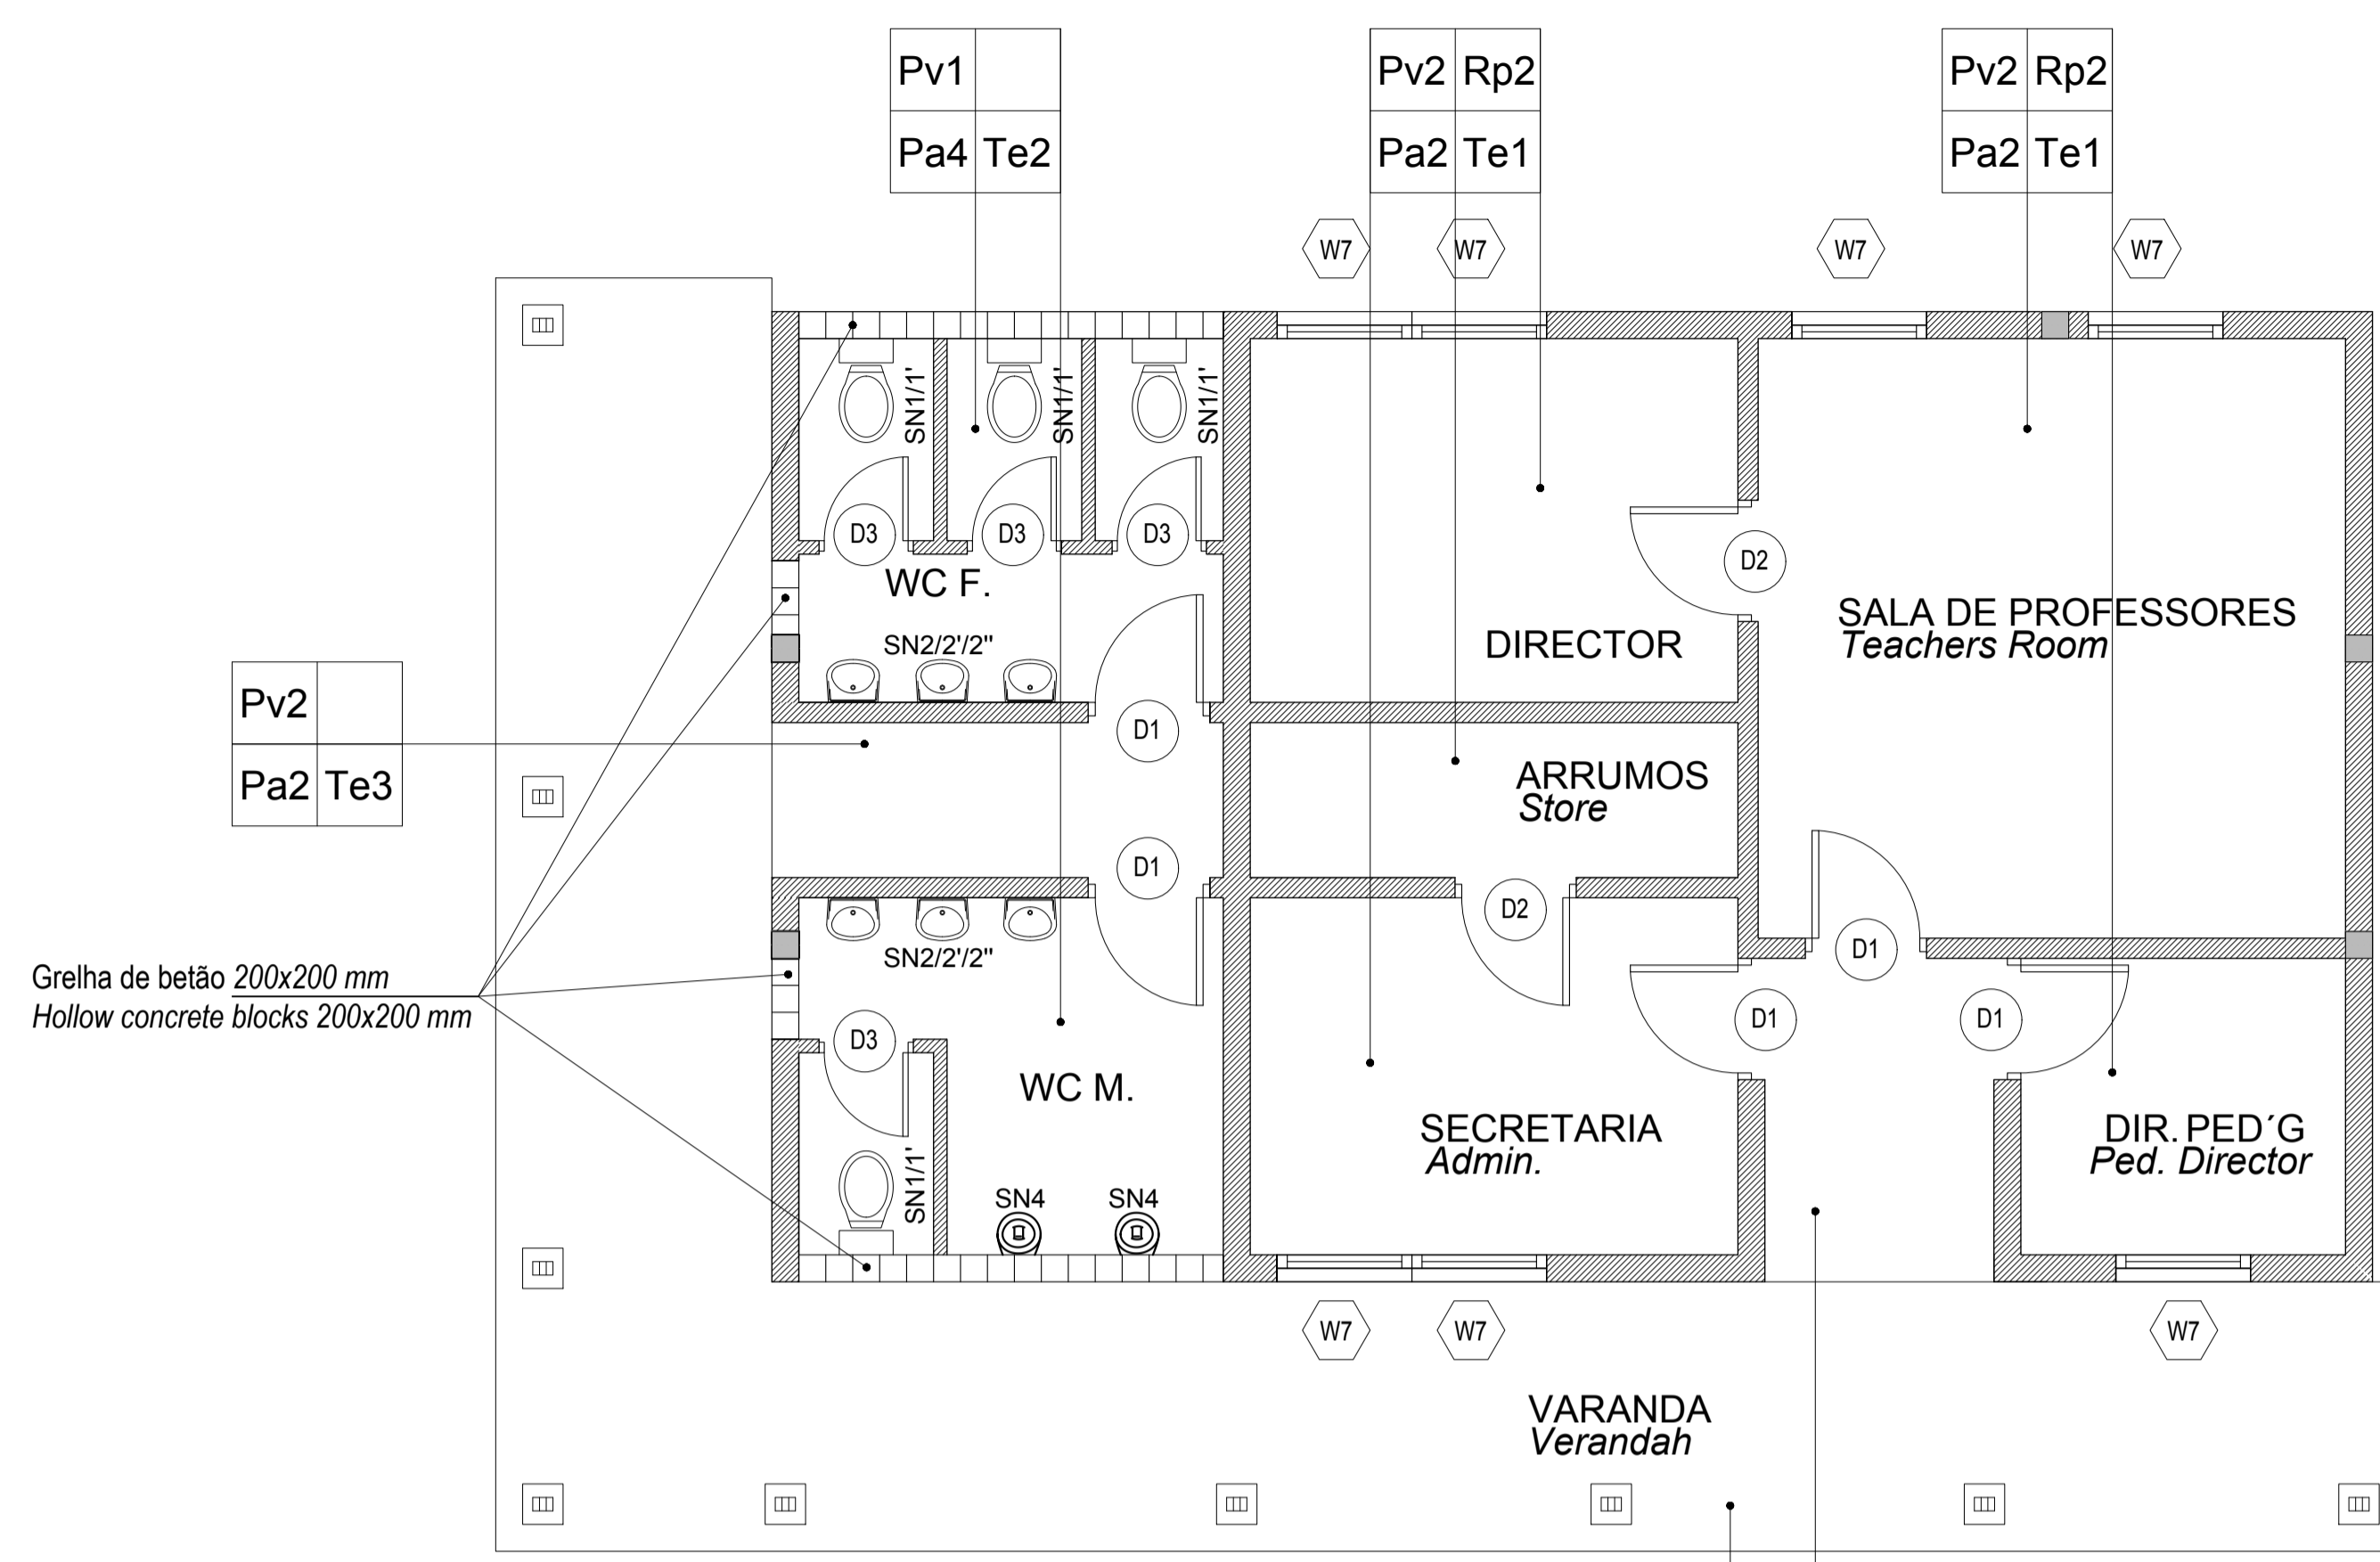 Pv1
Pa4 Te2
Pv2 Rp2
Pa2 Te1
Pv2 Rp2
Pa2 Te1
W7
W7
W7
W7
SN1/1'
SN1/1'
SN1/1'
D3
D3
D3
D2
WC F.
SN2/2'/2"
DIRECTOR
SALA DE PROFESSORES
Teachers Room
Pv2
Pa2 Te3
D1
ARRUMOS
Store
D1
D2
D1
SN2/2'/2"
Grelha de betão 200x200 mm
Hollow concrete blocks 200x200 mm
D3
D1
D1
WC M.
SECRETARIA
Admin.
DIR. PED´G
Ped. Director
SN1/1'
SN4
SN4
W7
W7
W7
VARANDA
Verandah